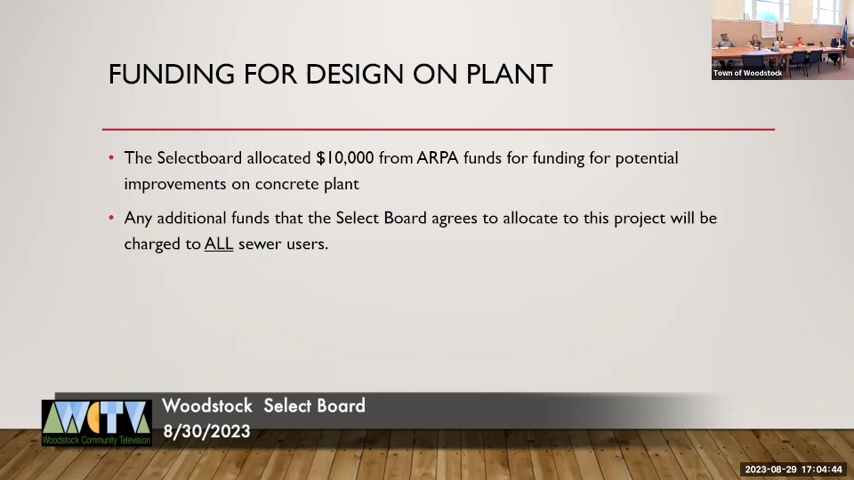 Town of Woodstock
FUNDING FOR DESIGN ON PLANT
• The Selectboard allocated $10,000 from ARPA funds for funding for potential
improvements on concrete plant
• Any additional funds that the Select Board agrees to allocate to this project will be
charged to ALL sewer users.
WCTV
Woodstock Community Television
Woodstock Select Board
8/30/2023
2023-08-29 17:04:44